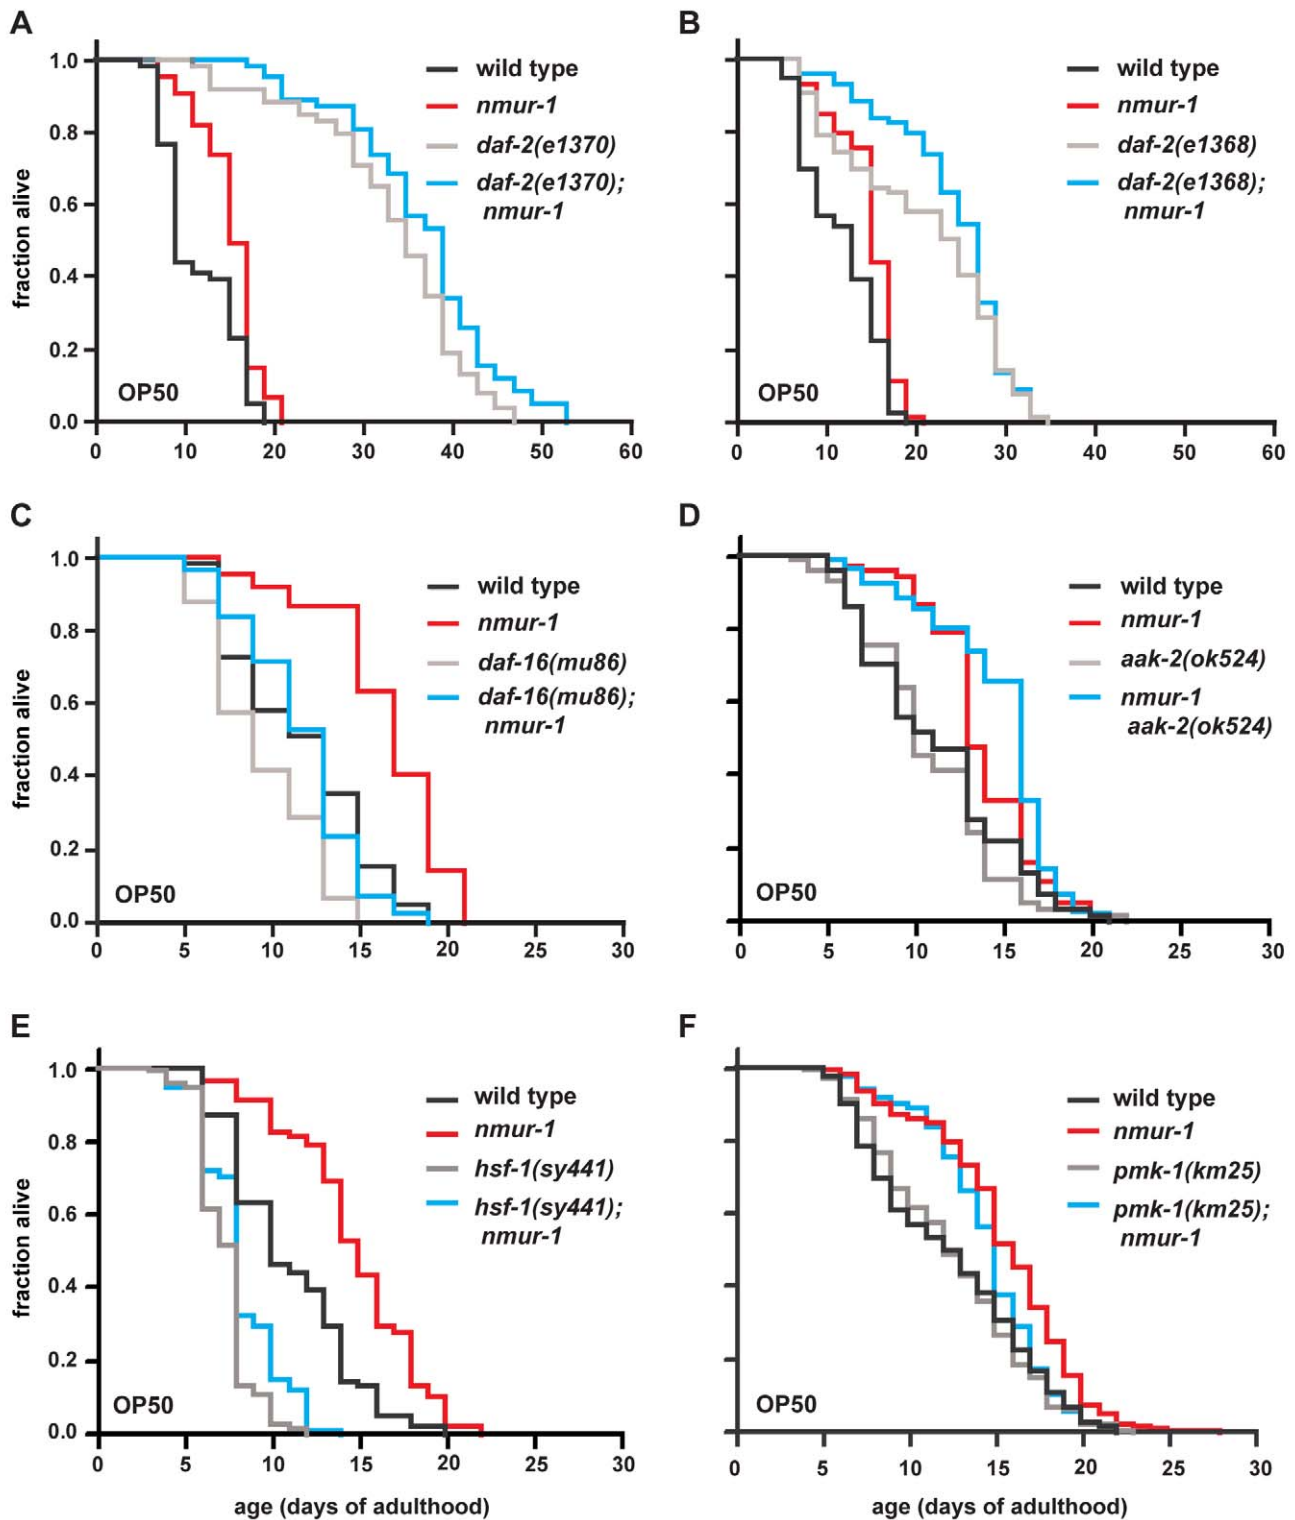 A
fraction alive
1.0
0.8
0.6
0.4
0.2
0.0
wild type
nmur-1
daf-2(e1370)
daf-2(e1370);
nmur-1
OP50
0 10 20 30 40 50 60
B
wild type
nmur-1
daf-2(e1368)
daf-2(e1368);
nmur-1
OP50
0 10 20 30 40 50 60
C
fraction alive
1.0
0.8
0.6
0.4
0.2
0.0
wild type
nmur-1
daf-16(mu86)
daf-16(mu86);
nmur-1
OP50
0 5 10 15 20 25 30
D
wild type
nmur-1
aak-2(ok524)
nmur-1
aak-2(ok524)
OP50
0 5 10 15 20 25 30
E
fraction alive
1.0
0.8
0.6
0.4
0.2
0.0
wild type
nmur-1
hsf-1(sy441)
hsf-1(sy441);
nmur-1
OP50
0 5 10 15 20 25 30
age (days of adulthood)
F
wild type
nmur-1
pmk-1(km25)
pmk-1(km25);
nmur-1
OP50
0 5 10 15 20 25 30
age (days of adulthood)